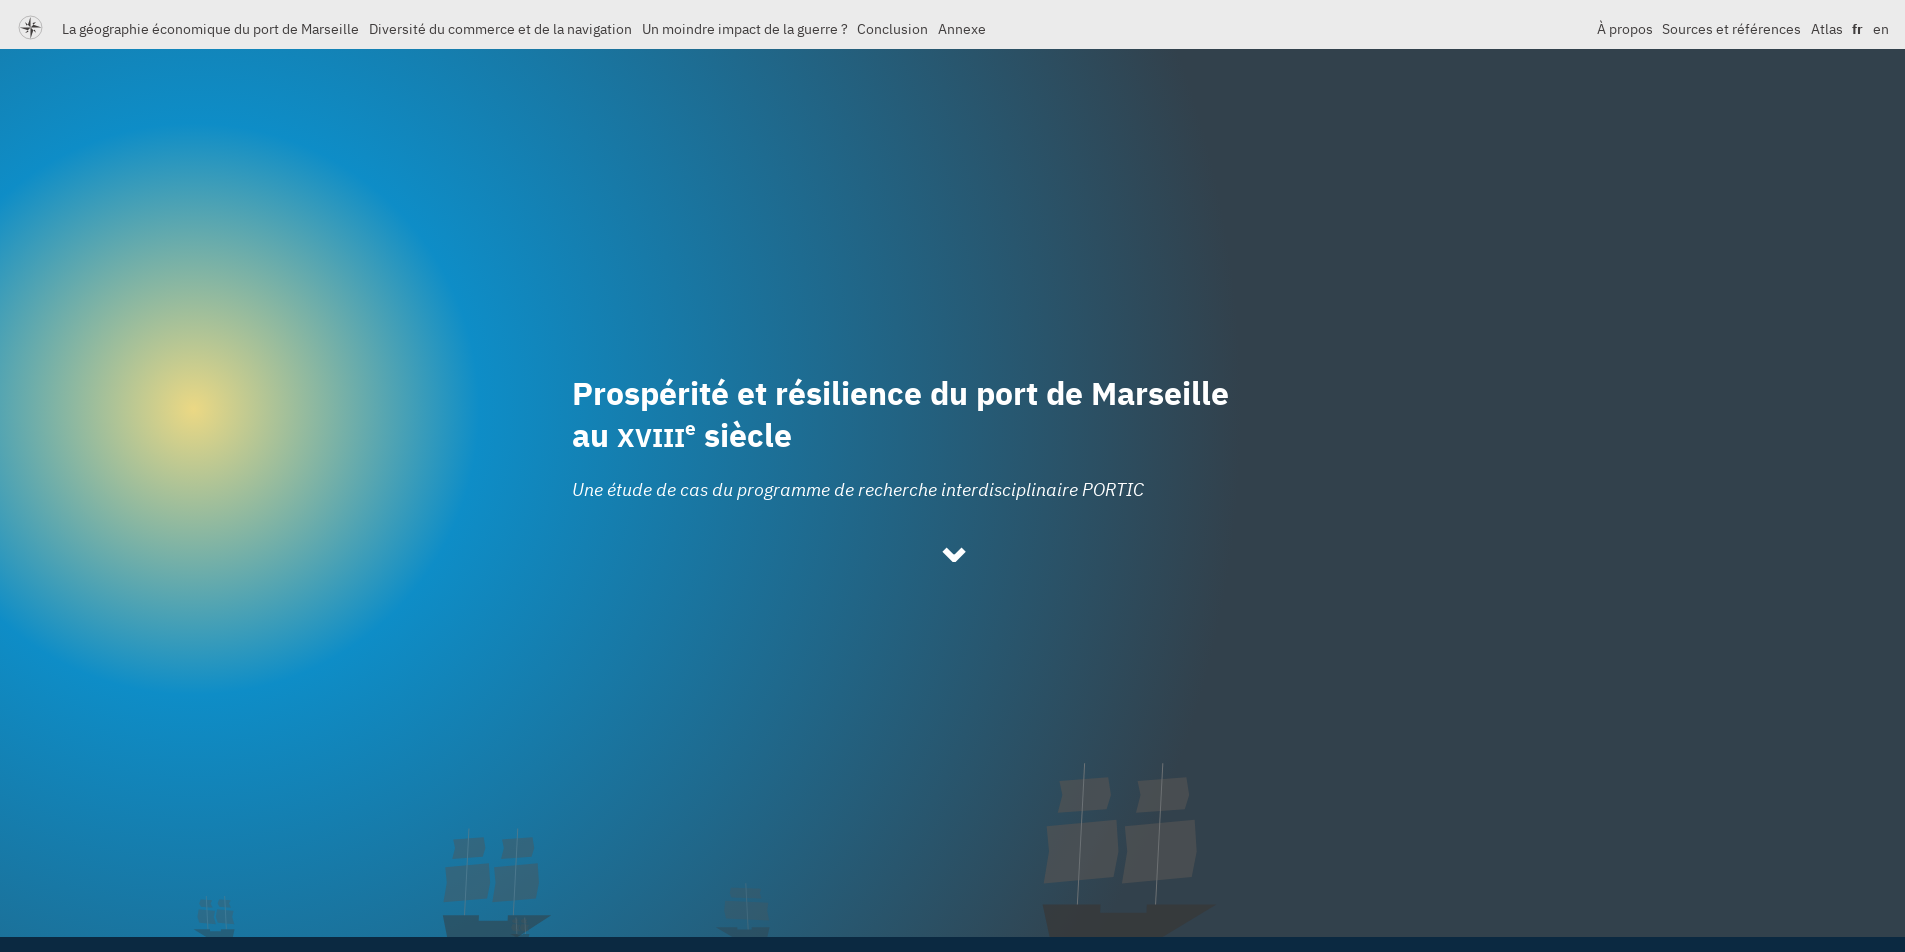 La géographie économique du port de Marseille Diversité du commerce et de la navigation Un moindre impact de la guerre ? Conclusion Annexe À propos Sources et références Atlas fr en
Prospérité et résilience du port de Marseille
au XVIIIe siècle
Une étude de cas du programme de recherche interdisciplinaire PORTIC